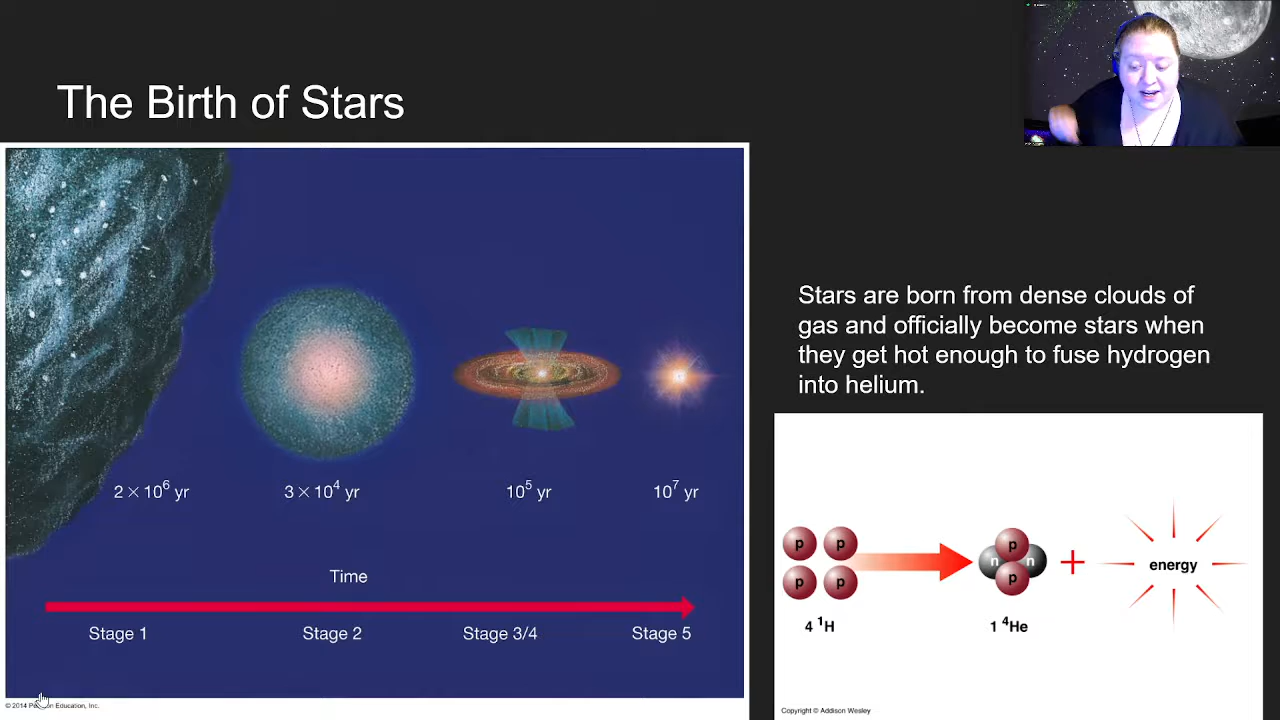 The Birth of Stars
2 × 10⁶ yr
3 × 10⁴ yr
10⁵ yr
10⁷ yr
Time
Stage 1
Stage 2
Stage 3/4
Stage 5
© 2014 Education, Inc.
Stars are born from dense clouds of
gas and officially become stars when
they get hot enough to fuse hydrogen
into helium.
p p
p p
p
n n
p
+
energy
4 ¹H
1 ⁴He
Copyright © Addison Wesley